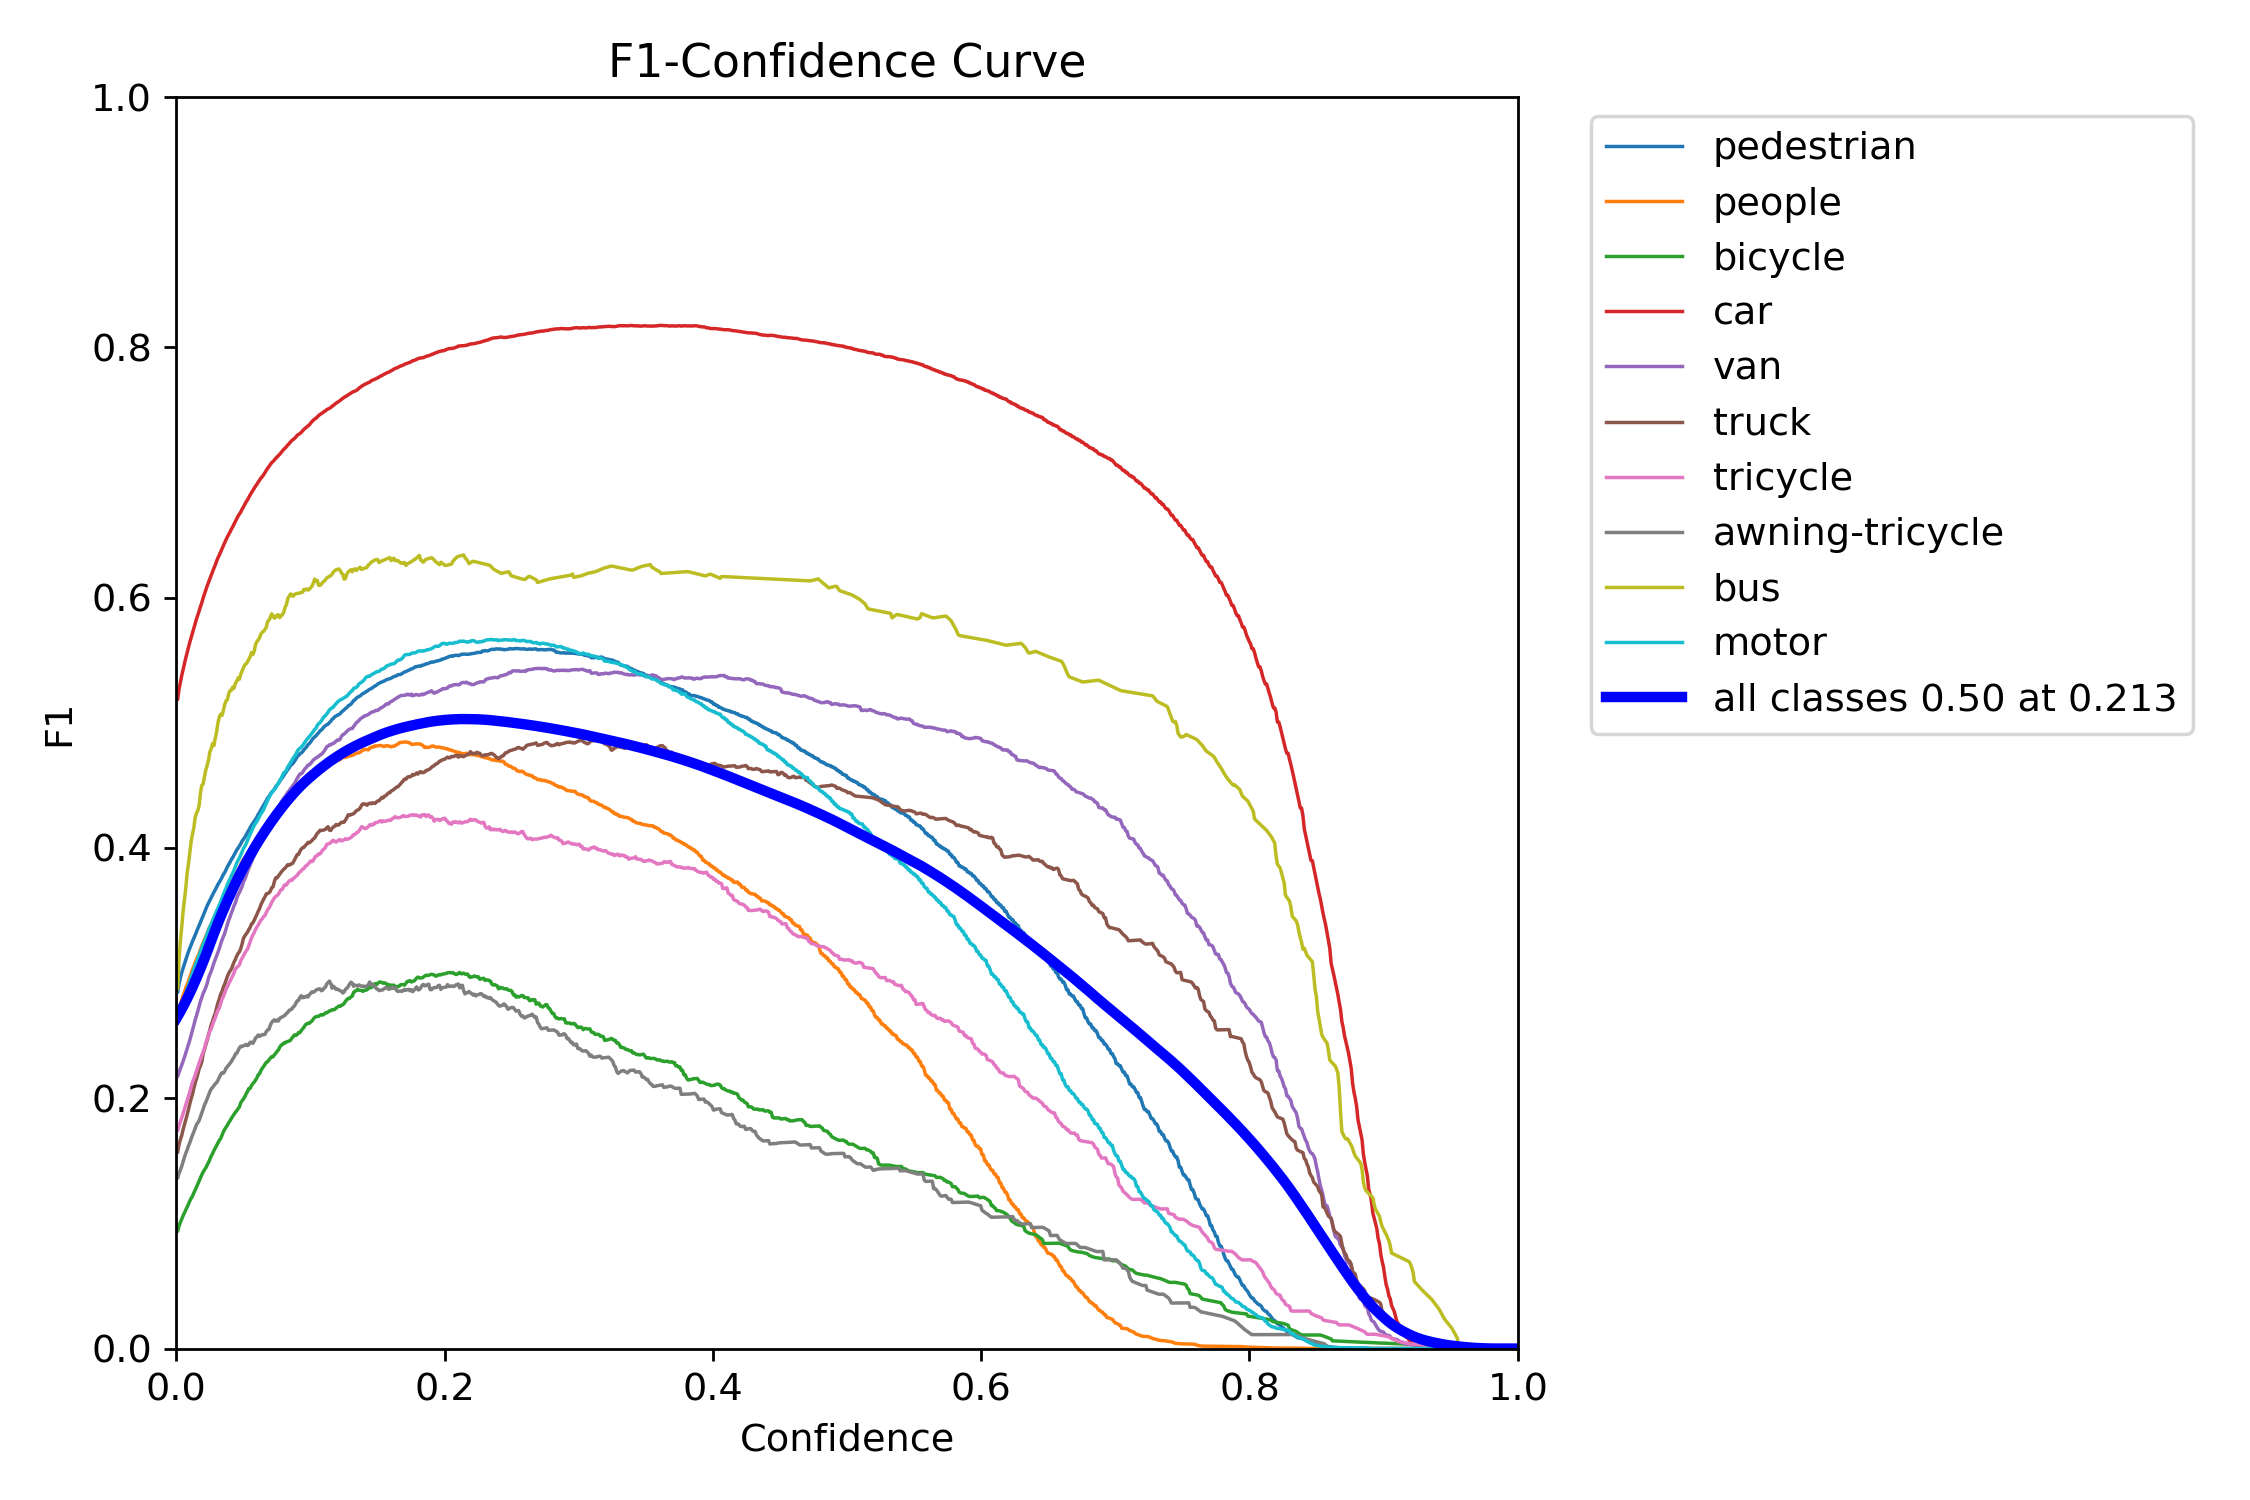 F1-Confidence Curve
1.0
0.8
0.6
0.4
0.2
0.0
F1
0.0 0.2 0.4 0.6 0.8 1.0
Confidence
pedestrian
people
bicycle
car
van
truck
tricycle
awning-tricycle
bus
motor
all classes 0.50 at 0.213